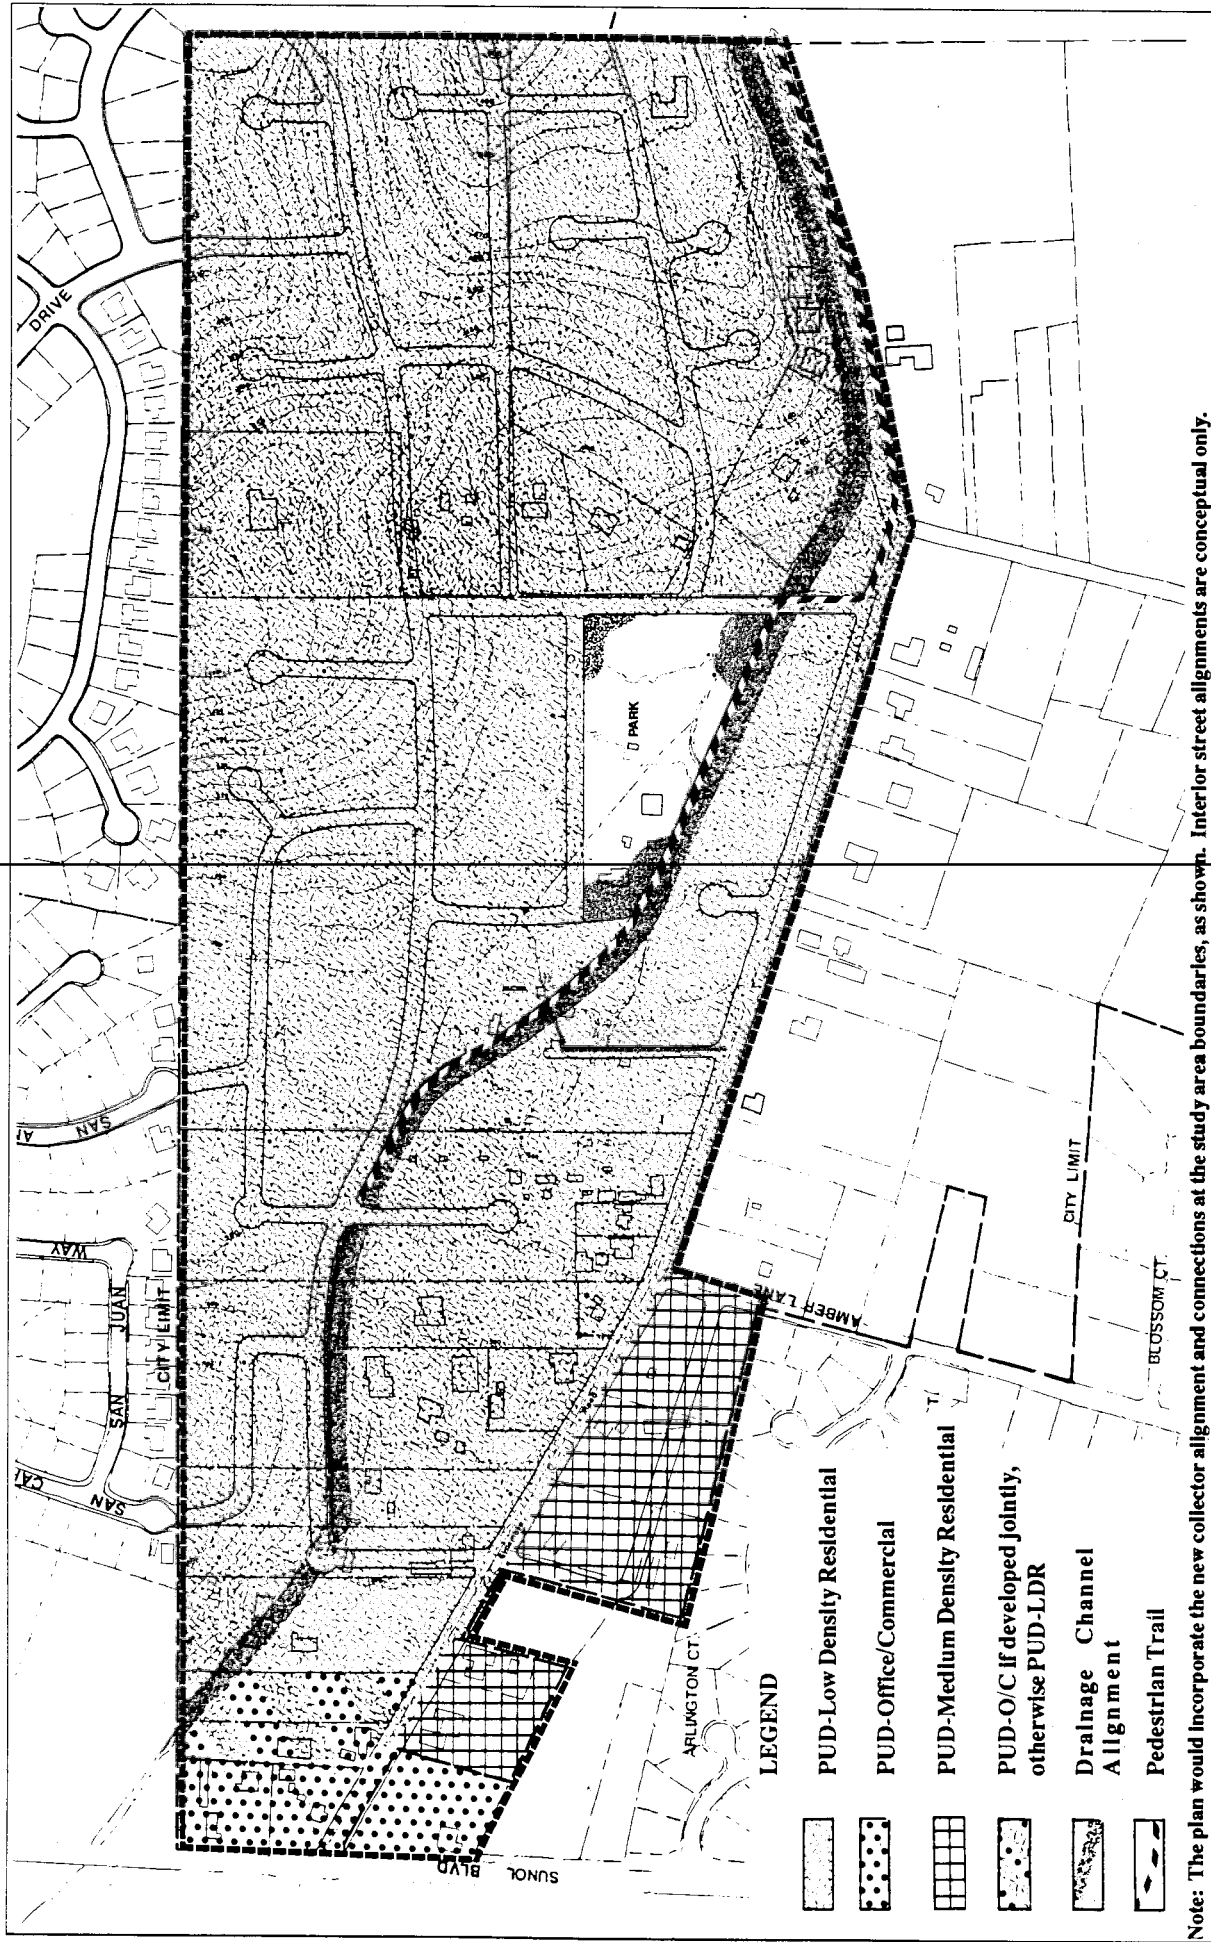 DRIVE
SAN
WAY
SAN JUAN
CITY LIMIT
SAN
PARK
AMBER LANE
CITY LIMIT
BLOSSOM CT.
ARLINGTON CT.
SUNOL
BLVD
LEGEND
PUD-Low Density Residential
PUD-Office/Commercial
PUD-Medium Density Residential
PUD-O/C If developed jointly,
otherwise PUD-LDR
Drainage Channel
Alignment
Pedestrian Trail
Note: The plan would incorporate the new collector alignment and connections at the study area boundaries, as shown. Interior street alignments are conceptual only.